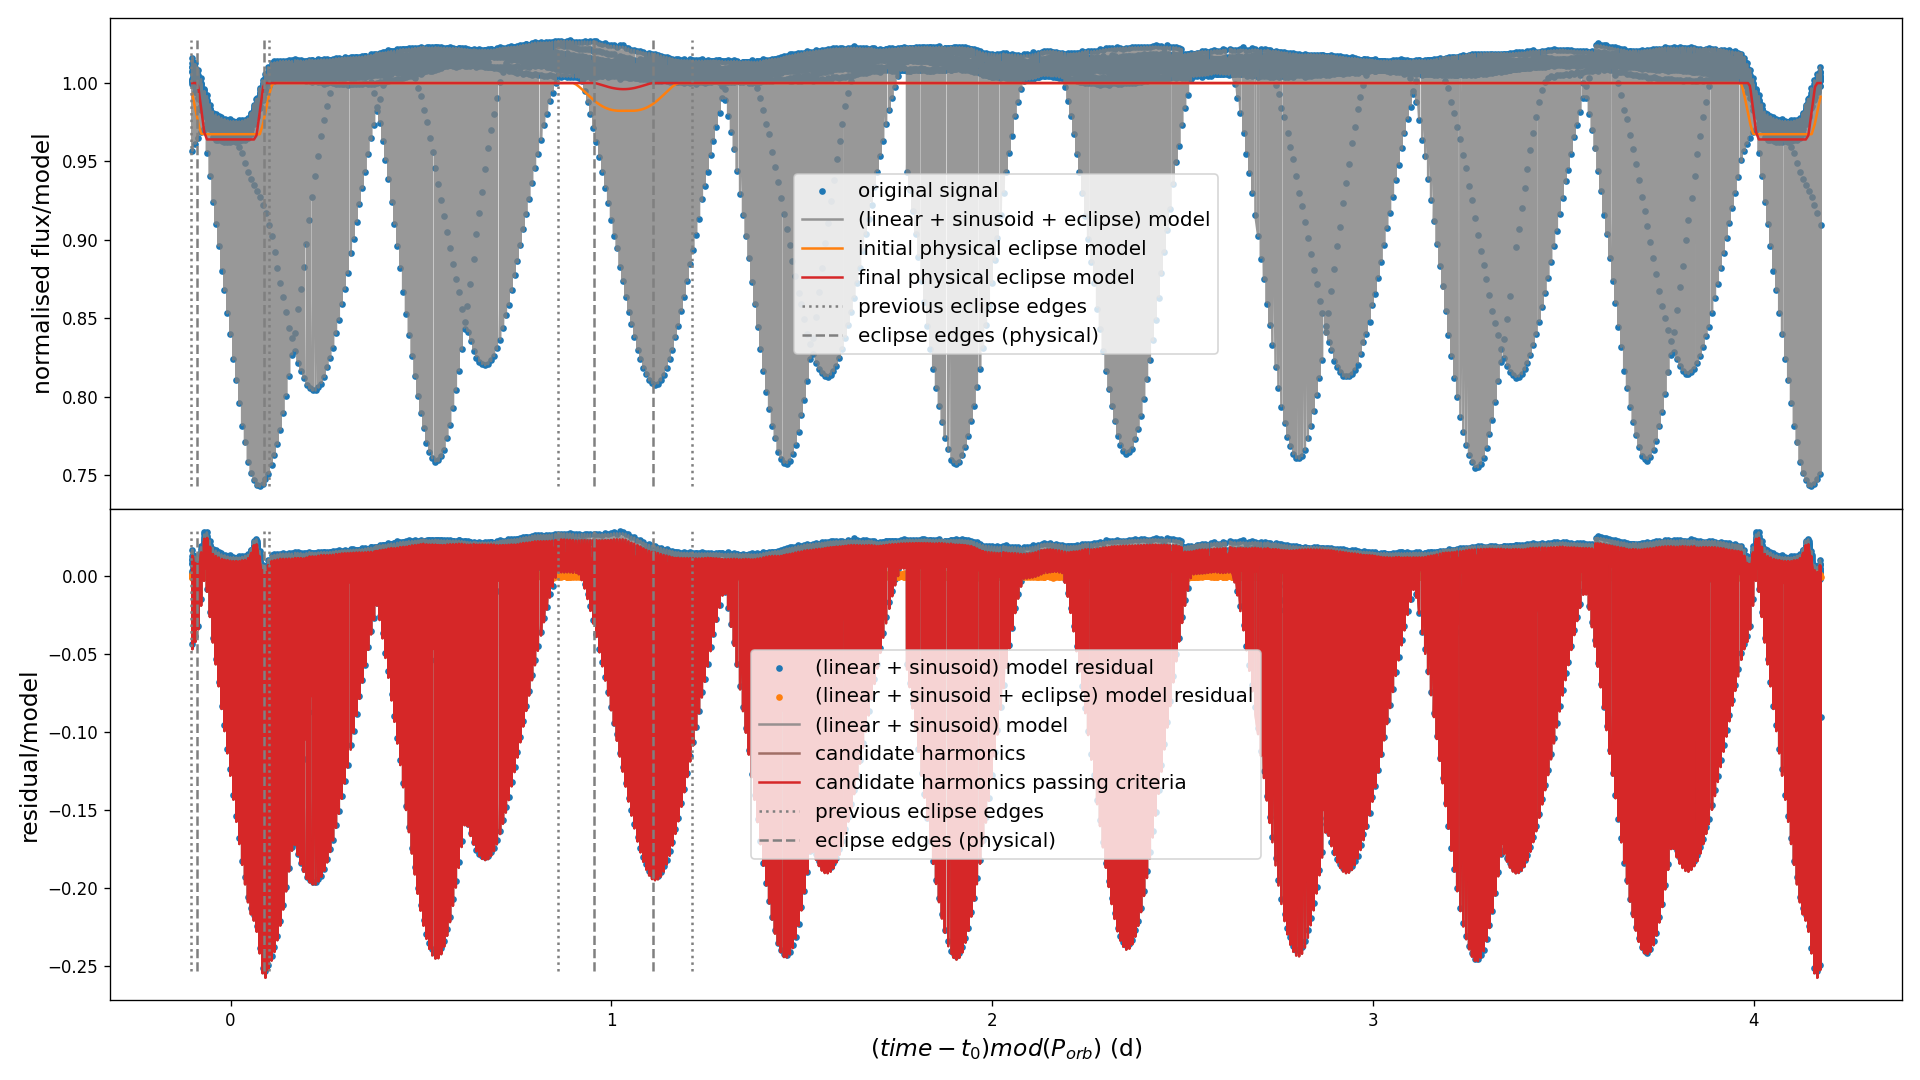 normalised flux/model
1.00
0.95
0.90
0.85
0.80
0.75
original signal
(linear + sinusoid + eclipse) model
initial physical eclipse model
final physical eclipse model
previous eclipse edges
eclipse edges (physical)
residual/model
0.00
−0.05
−0.10
−0.15
−0.20
−0.25
(linear + sinusoid) model residual
(linear + sinusoid + eclipse) model residual
(linear + sinusoid) model
candidate harmonics
candidate harmonics passing criteria
previous eclipse edges
eclipse edges (physical)
0 1 2 3 4
(time − t₀)mod(Pₒᵣb) (d)